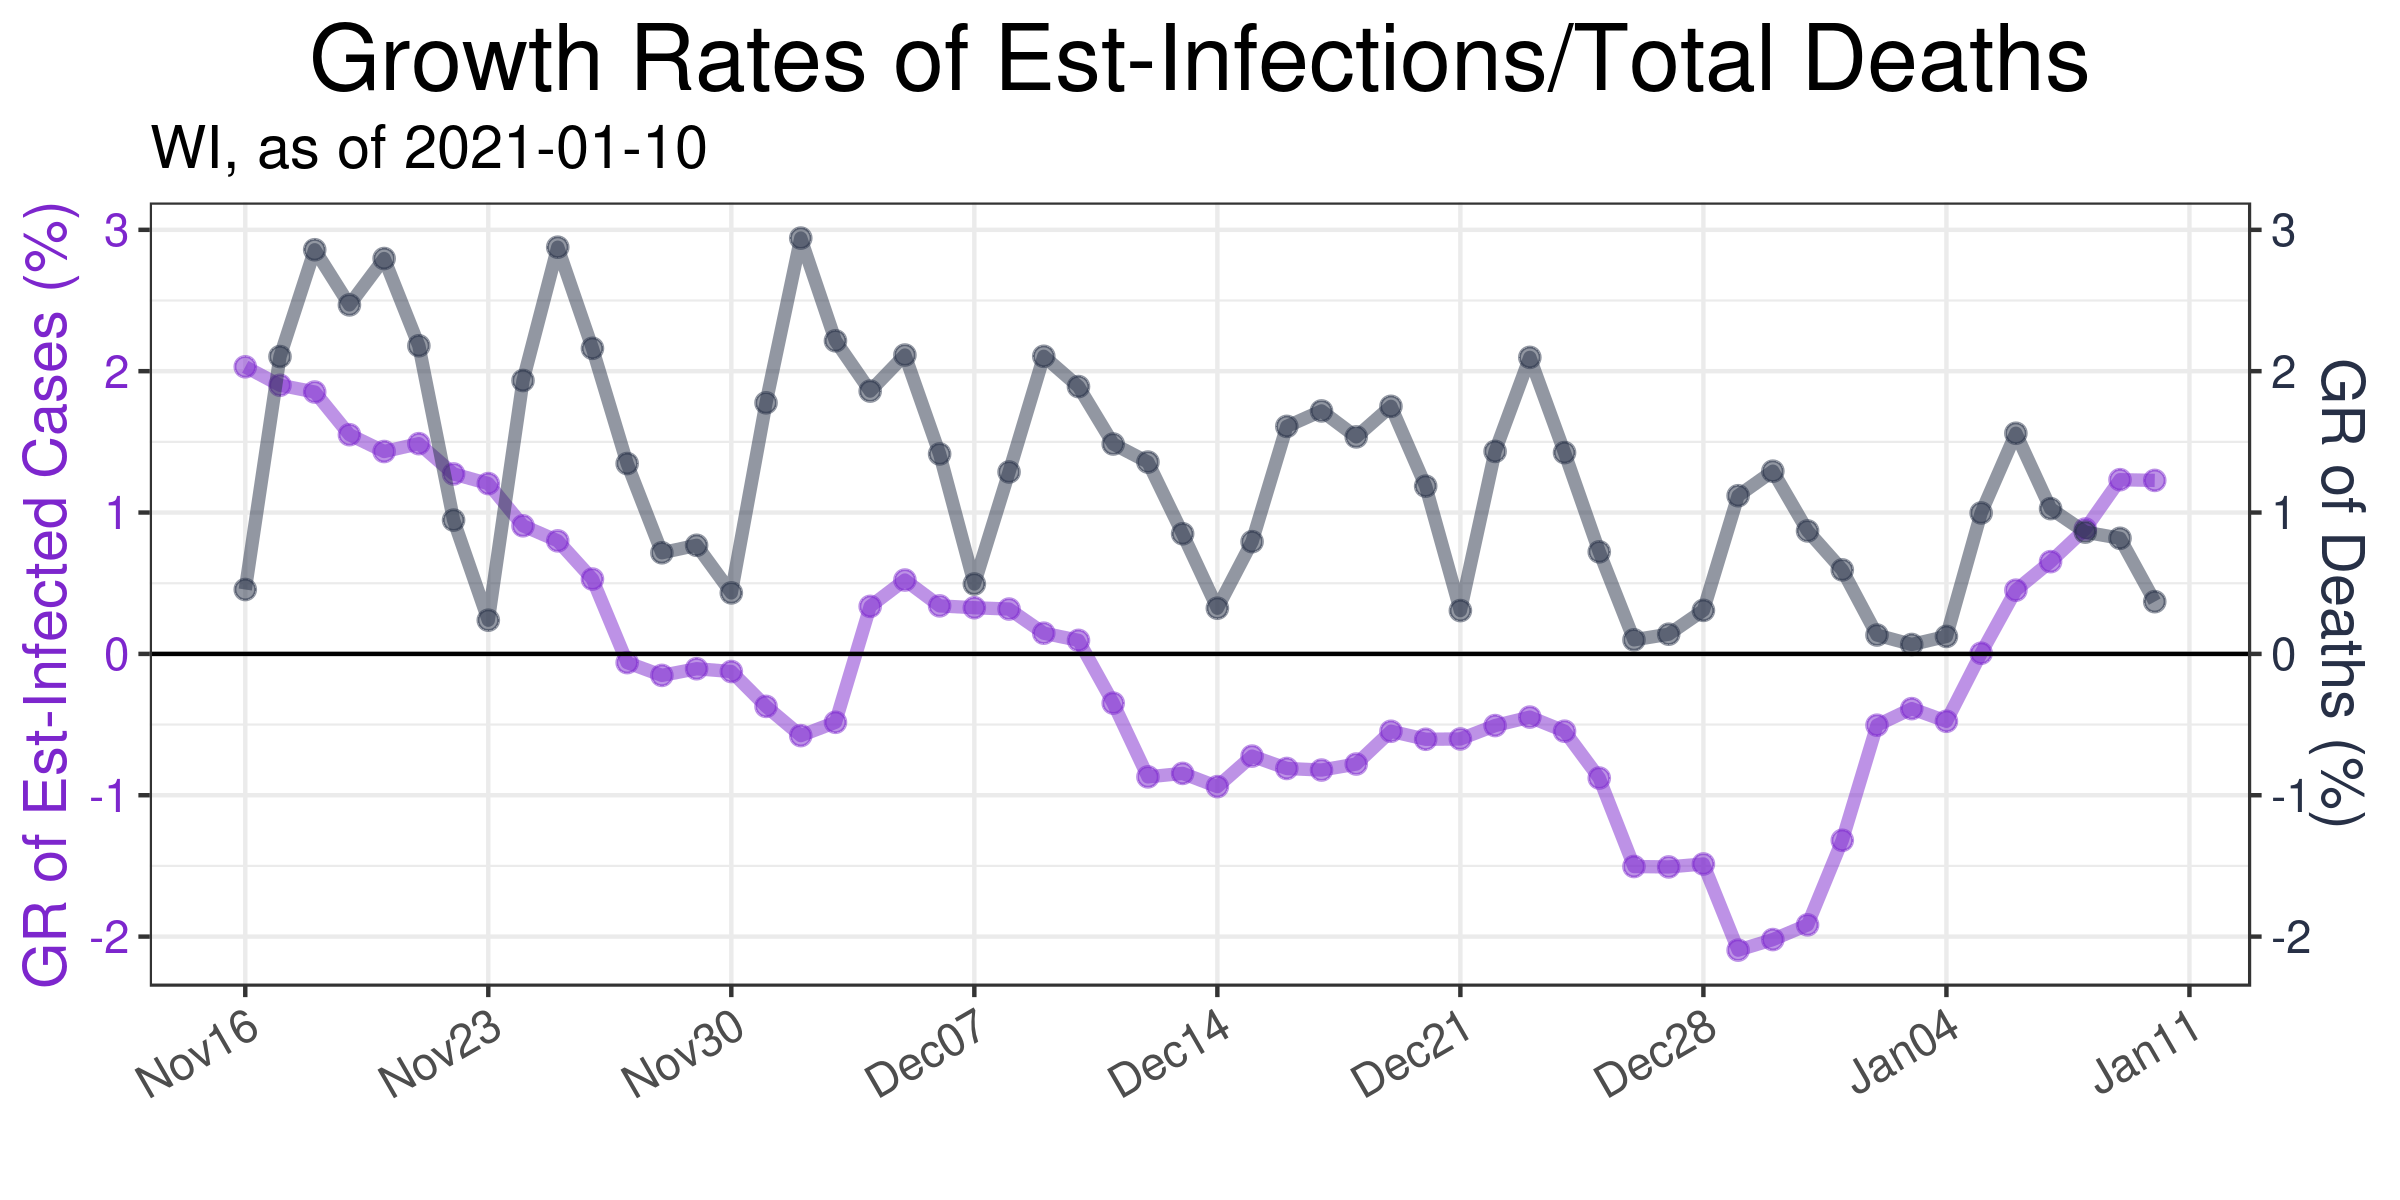 Growth Rates of Est-Infections/Total Deaths
WI, as of 2021-01-10
GR of Est-Infected Cases (%)
3
2
1
0
-1
-2
3
2
1
0
-1
-2
GR of Deaths (%)
Nov16
Nov23
Nov30
Dec07
Dec14
Dec21
Dec28
Jan04
Jan11